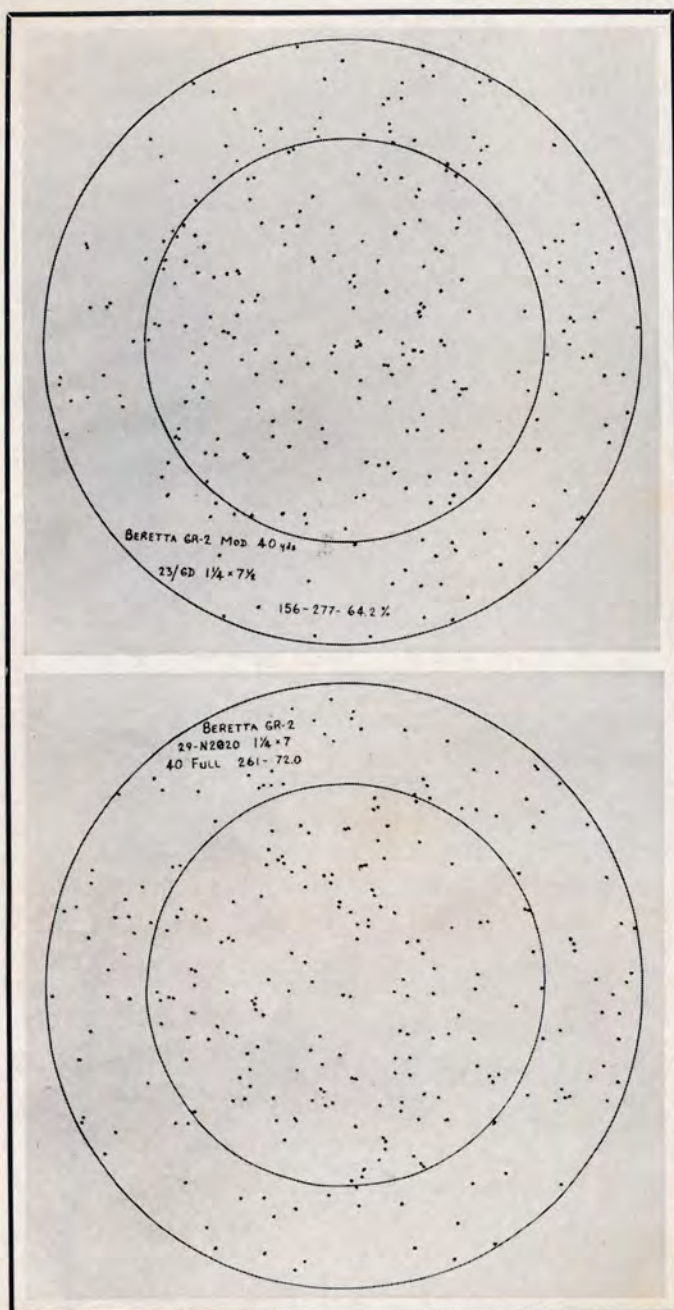 BERETTA GR-2 MOD. 40 yds
23/GD 1¼ × 7½
156-277-64.2%
BERETTA GR-2
29-N2020 1¼ × 7
40 FULL 261-72.0